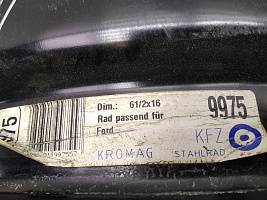 Dim.: 61/2x16
Rad passend für
Ford
9975
KFZ
KROMAG STAHLRAD